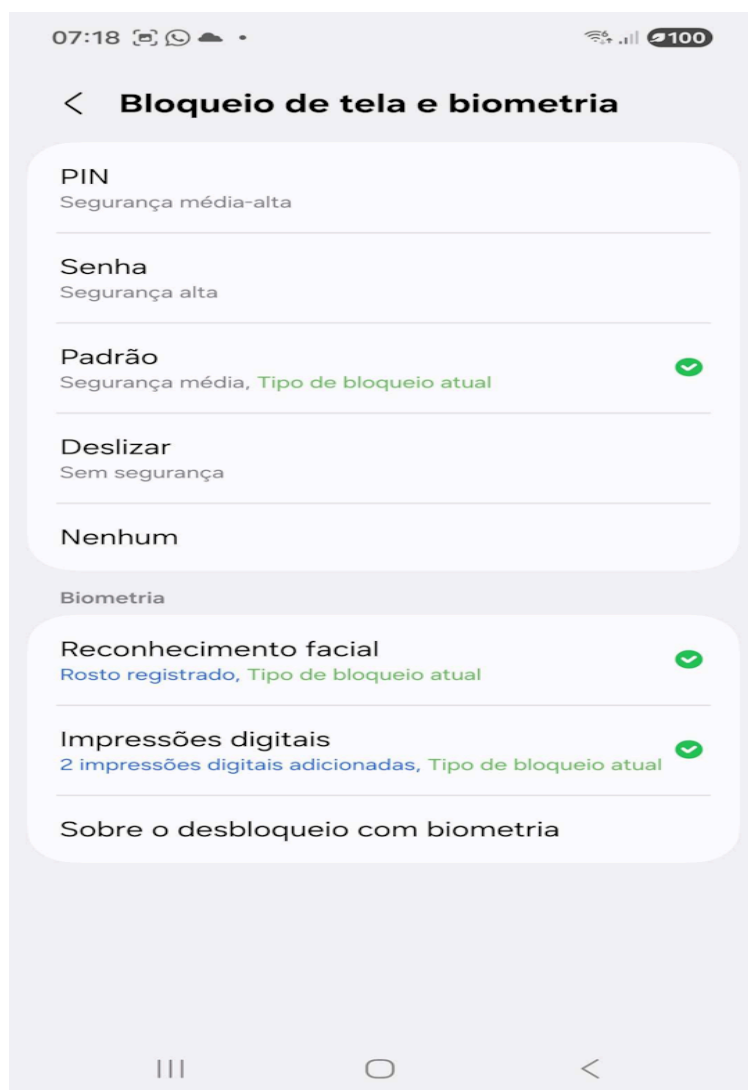 07:18
100
Bloqueio de tela e biometria
PIN
Segurança média-alta
Senha
Segurança alta
Padrão
Segurança média, Tipo de bloqueio atual
Deslizar
Sem segurança
Nenhum
Biometria
Reconhecimento facial
Rosto registrado, Tipo de bloqueio atual
Impressões digitais
2 impressões digitais adicionadas, Tipo de bloqueio atual
Sobre o desbloqueio com biometria